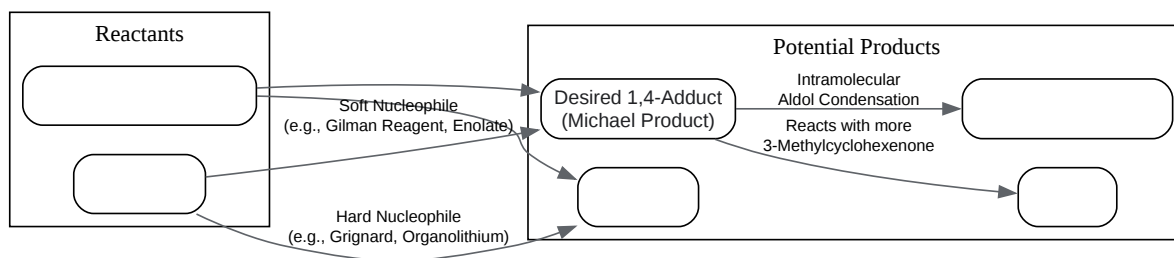 Reactants
Potential Products
Soft Nucleophile
(e.g., Gilman Reagent, Enolate)
Desired 1,4-Adduct
(Michael Product)
Intramolecular
Aldol Condensation
Reacts with more
3-Methylcyclohexenone
Hard Nucleophile
(e.g., Grignard, Organolithium)